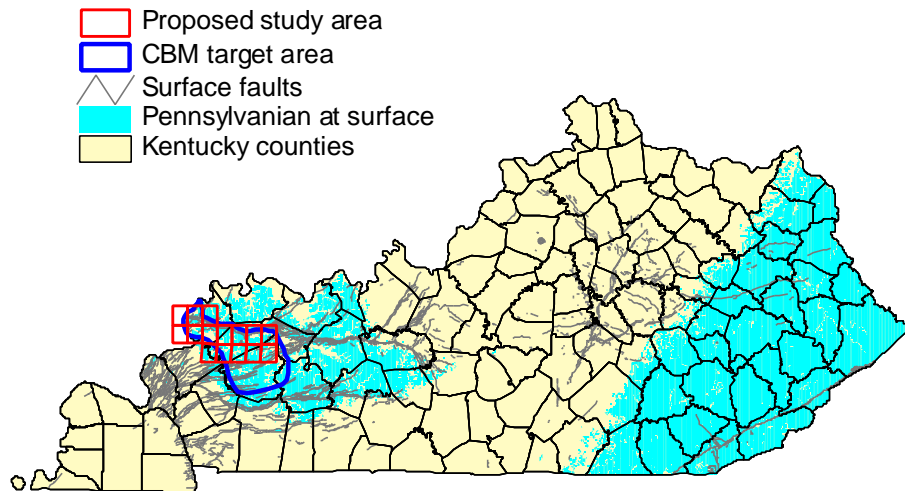 Proposed study area
CBM target area
Surface faults
Pennsylvanian at surface
Kentucky counties